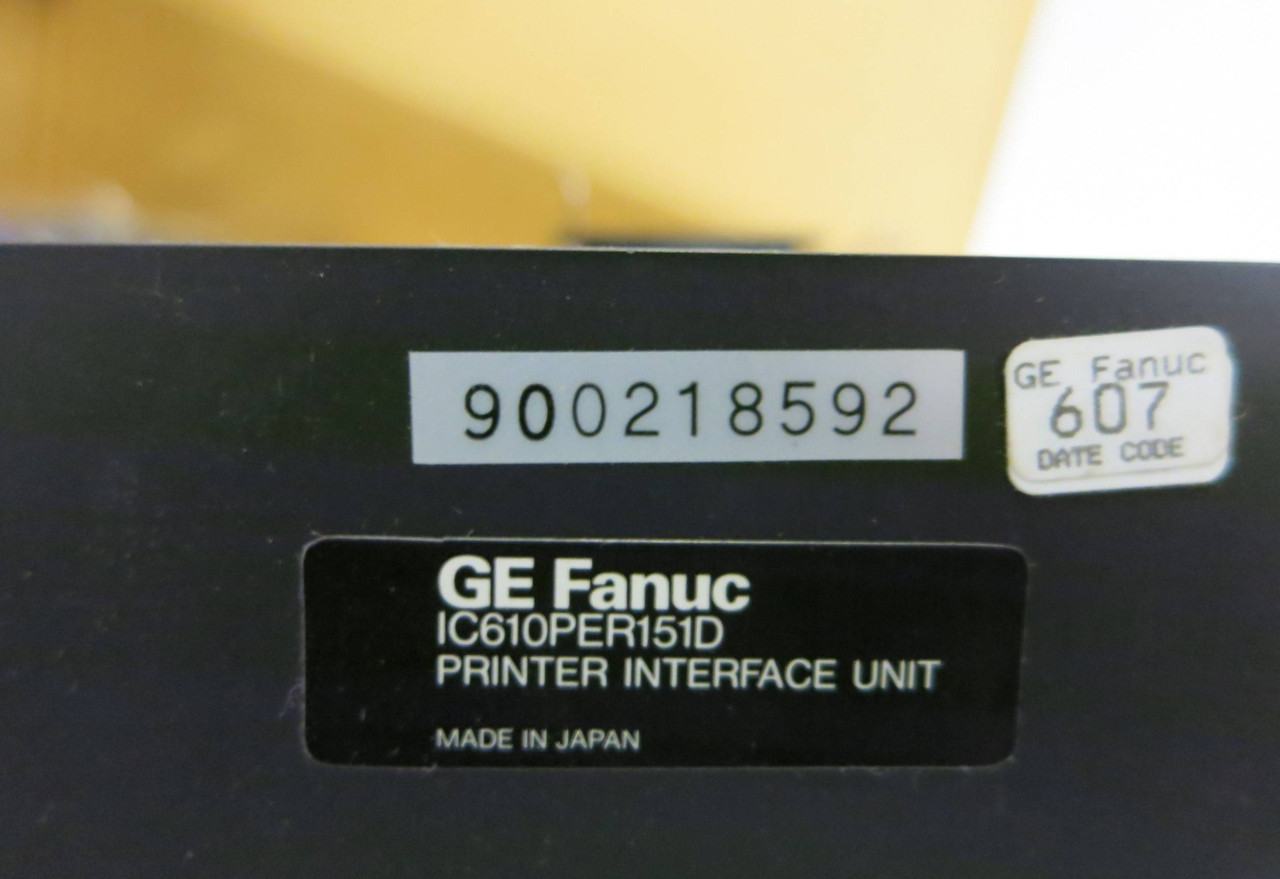 900218592
GE Fanuc
607
DATE CODE
GE Fanuc
IC610PER151D
PRINTER INTERFACE UNIT
MADE IN JAPAN